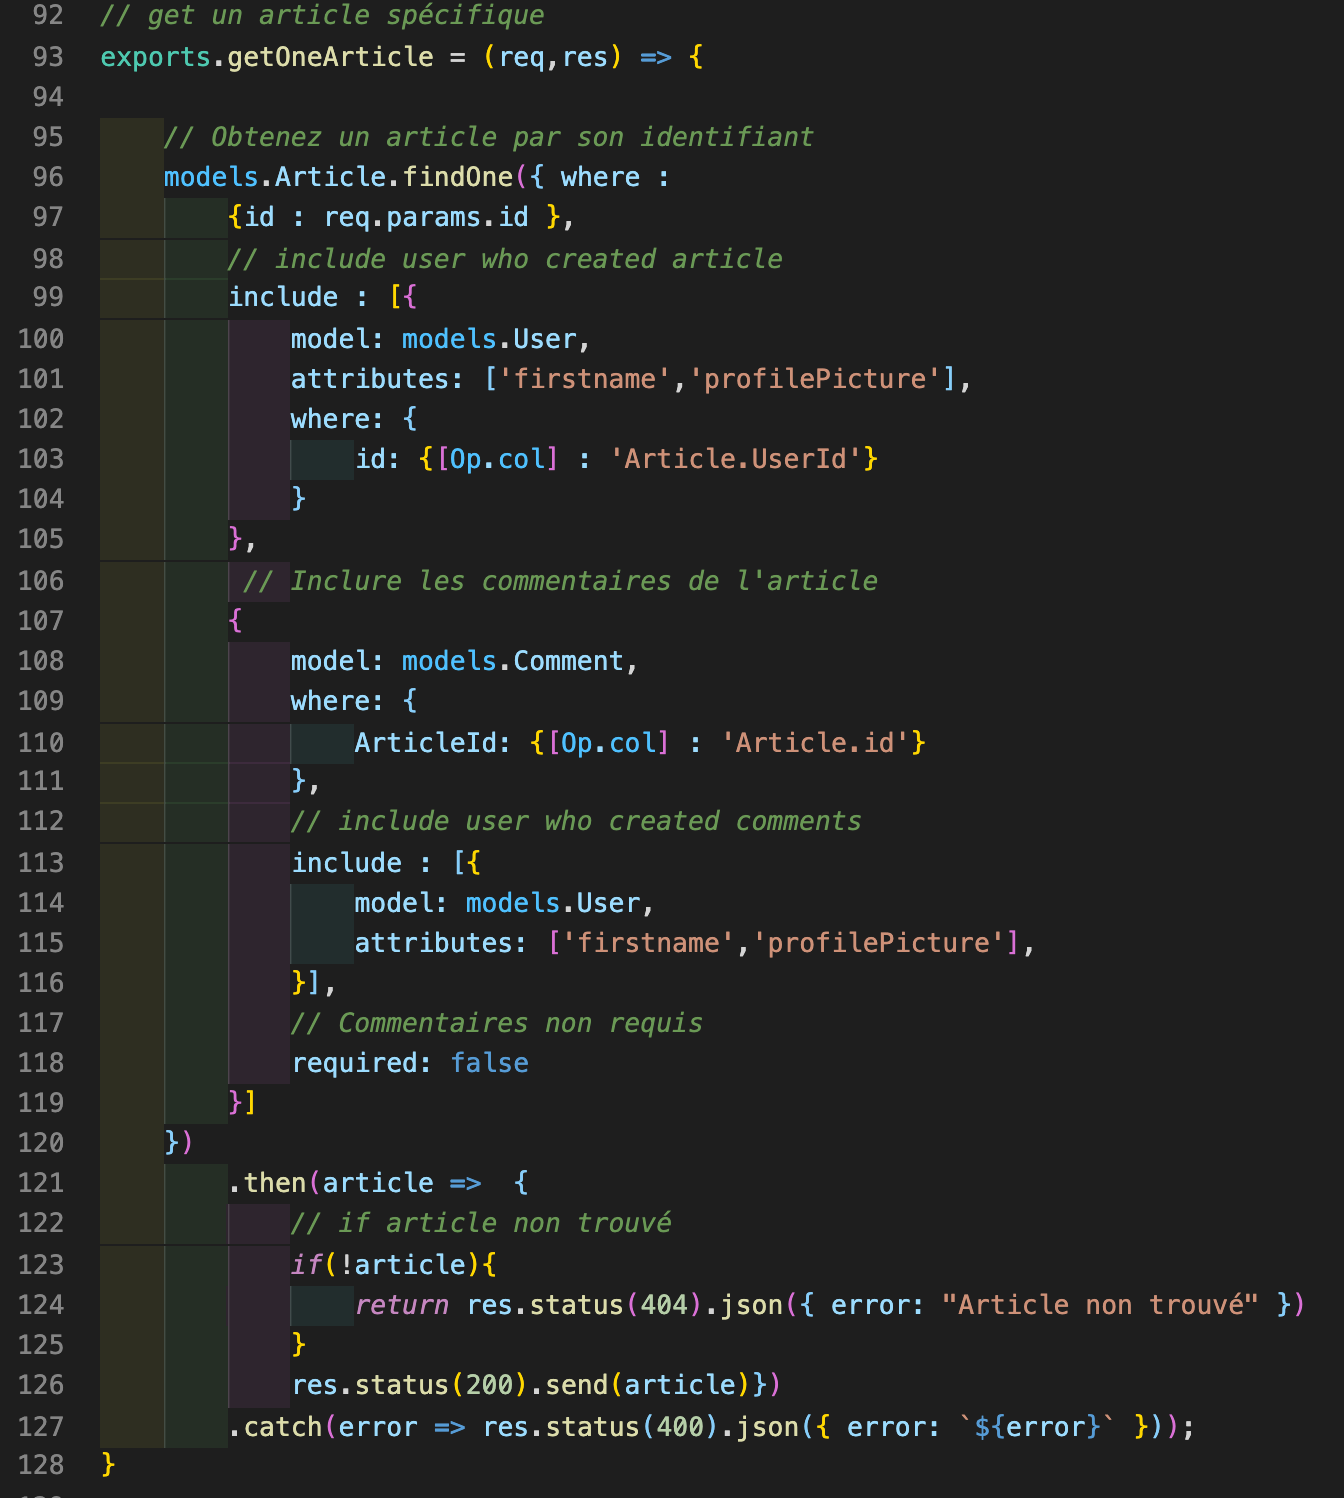 92 // get un article spécifique
93 exports.getOneArticle = (req,res) => {
94
95 // Obtenez un article par son identifiant
96 models.Article.findOne({ where :
97 {id : req.params.id },
98 // include user who created article
99 include : [{
100 model: models.User,
101 attributes: ['firstname','profilePicture'],
102 where: {
103 id: {[Op.col] : 'Article.UserId'}
104 }
105 },
106 // Inclure les commentaires de l'article
107 {
108 model: models.Comment,
109 where: {
110 ArticleId: {[Op.col] : 'Article.id'}
111 },
112 // include user who created comments
113 include : [{
114 model: models.User,
115 attributes: ['firstname','profilePicture'],
116 }],
117 // Commentaires non requis
118 required: false
119 }]
120 })
121 .then(article =>  {
122 // if article non trouvé
123 if(!article){
124 return res.status(404).json({ error: "Article non trouvé" })
125 }
126 res.status(200).send(article)})
127 .catch(error => res.status(400).json({ error: `${error}` }));
128 }